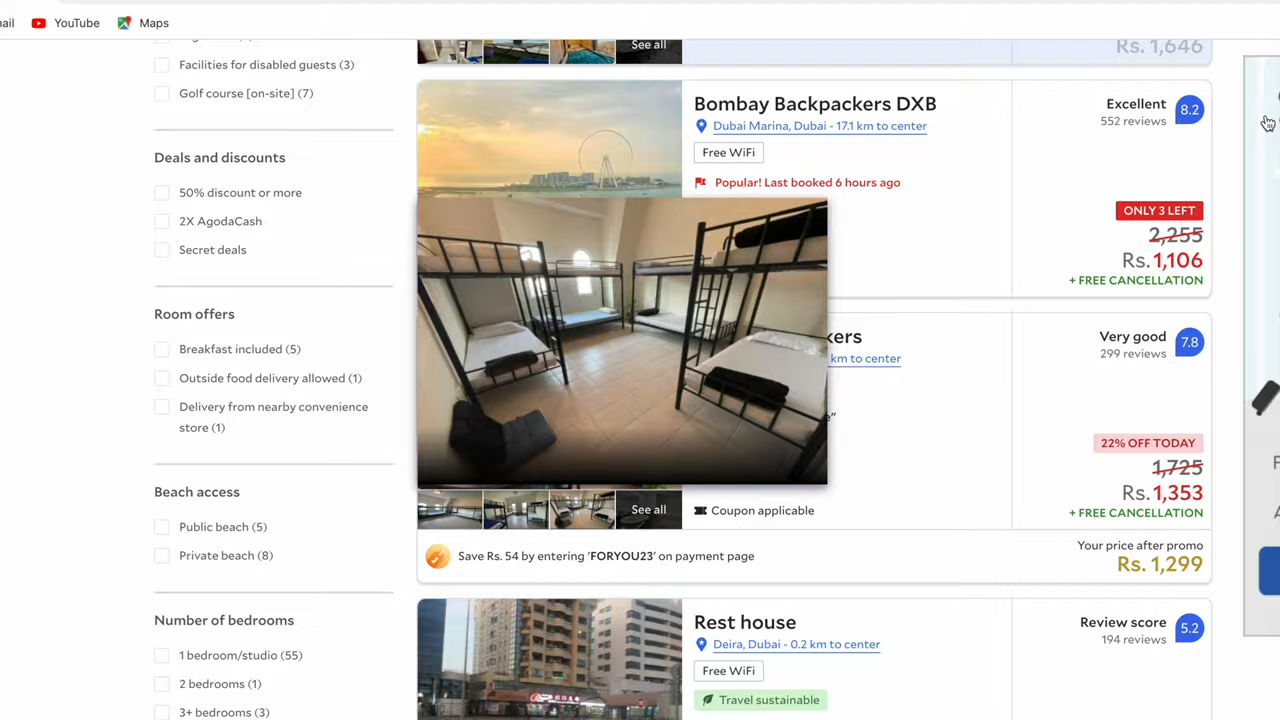 ail
YouTube
Maps
Facilities for disabled guests (3)
Golf course [on-site] (7)
Deals and discounts
50% discount or more
2X AgodaCash
Secret deals
Room offers
Breakfast included (5)
Outside food delivery allowed (1)
Delivery from nearby convenience
store (1)
Beach access
Public beach (5)
Private beach (8)
Number of bedrooms
1 bedroom/studio (55)
2 bedrooms (1)
3+ bedrooms (3)
See all
Rs. 1,646
Bombay Backpackers DXB
Dubai Marina, Dubai - 17.1 km to center
Free WiFi
Popular! Last booked 6 hours ago
Excellent
8.2
552 reviews
ONLY 3 LEFT
2,255
Rs. 1,106
+ FREE CANCELLATION
kers
km to center
e”
See all
Coupon applicable
Very good
7.8
299 reviews
22% OFF TODAY
1,725
Rs. 1,353
+ FREE CANCELLATION
Save Rs. 54 by entering 'FORYOU23' on payment page
Your price after promo
Rs. 1,299
Rest house
Deira, Dubai - 0.2 km to center
Free WiFi
Travel sustainable
Review score
5.2
194 reviews